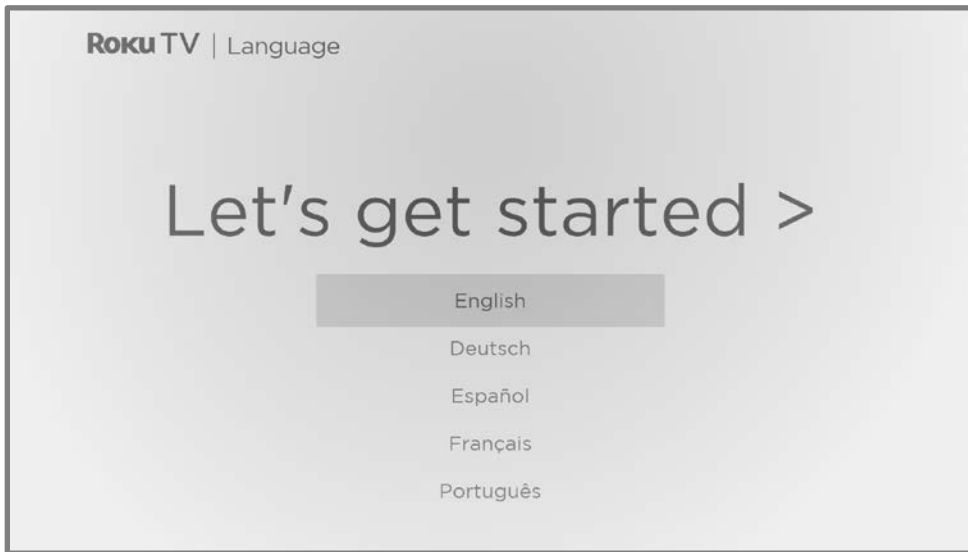 Roku TV | Language
Let's get started >
English
Deutsch
Español
Français
Português